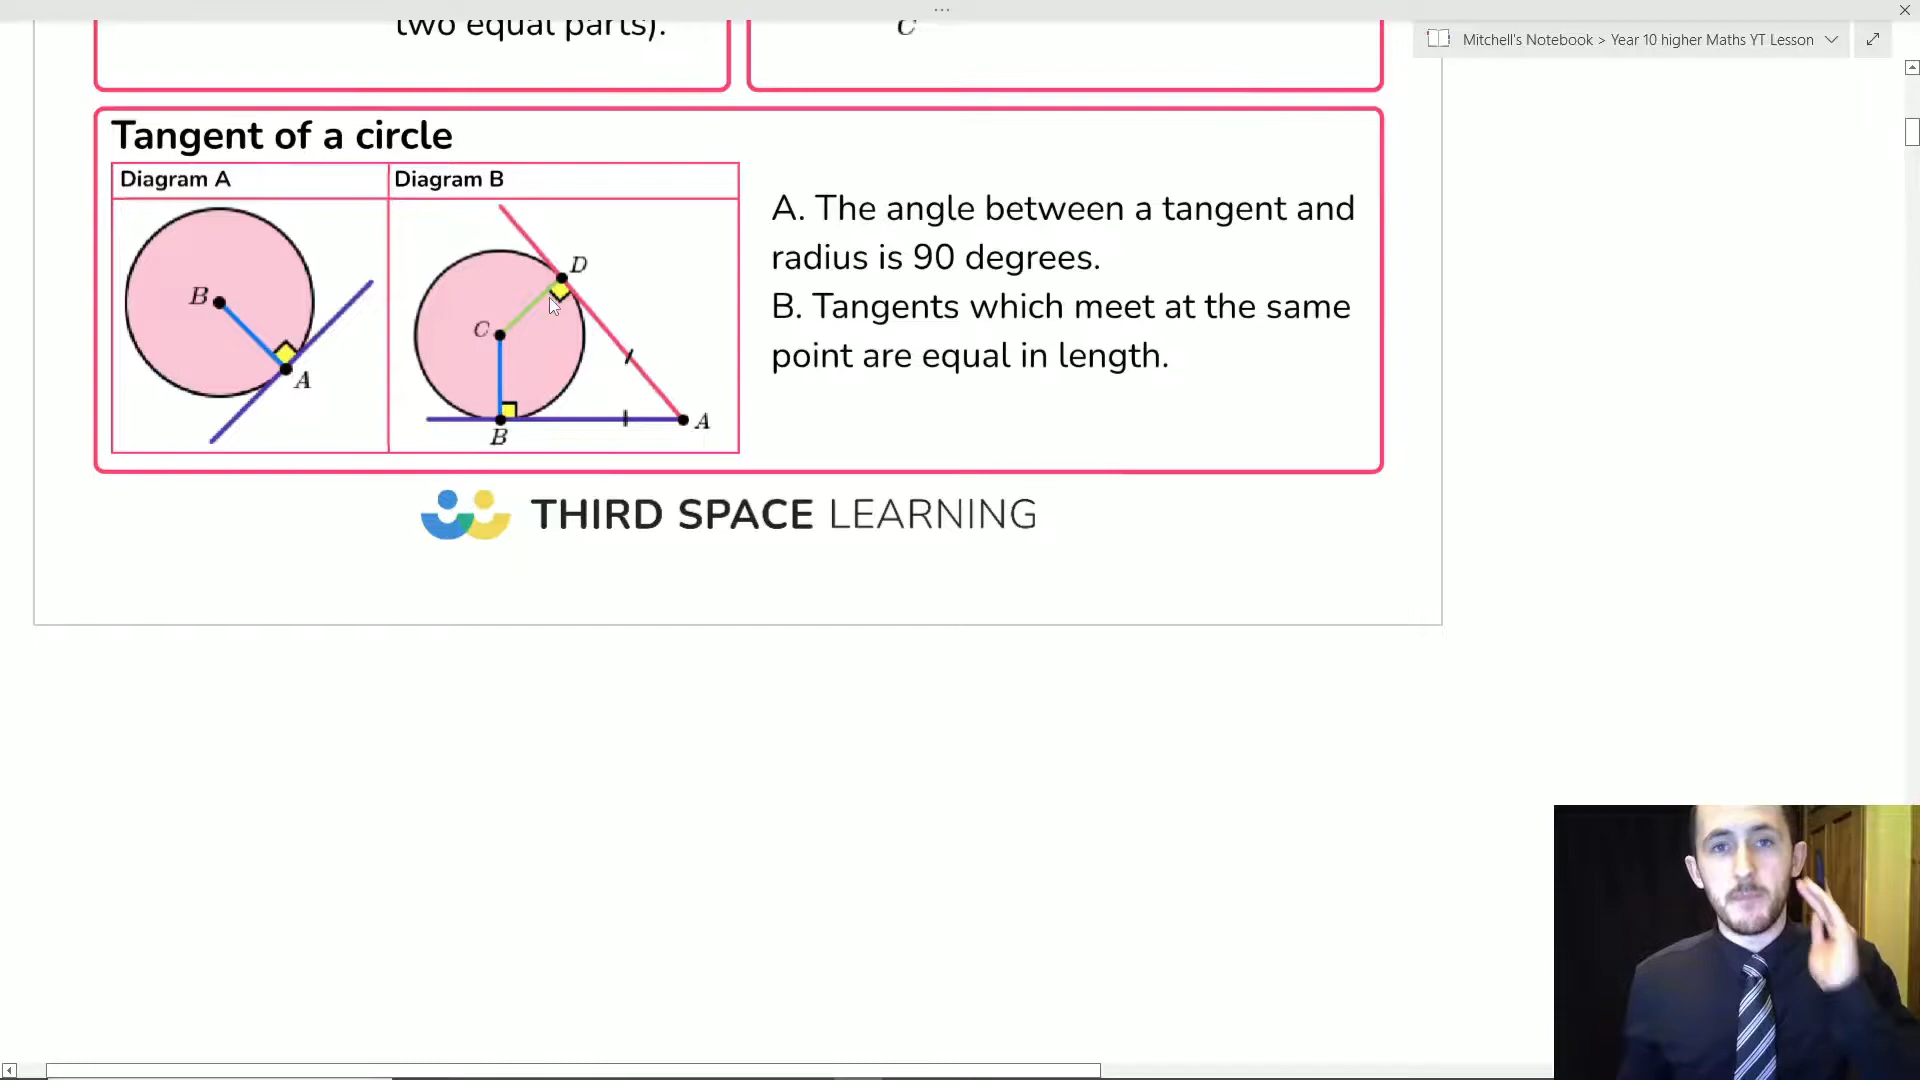 two equal parts).
C
Mitchell's Notebook > Year 10 higher Maths YT Lesson
Tangent of a circle
Diagram A
Diagram B
B
A
D
C
B
A
A. The angle between a tangent and
radius is 90 degrees.
B. Tangents which meet at the same
point are equal in length.
THIRD SPACE LEARNING